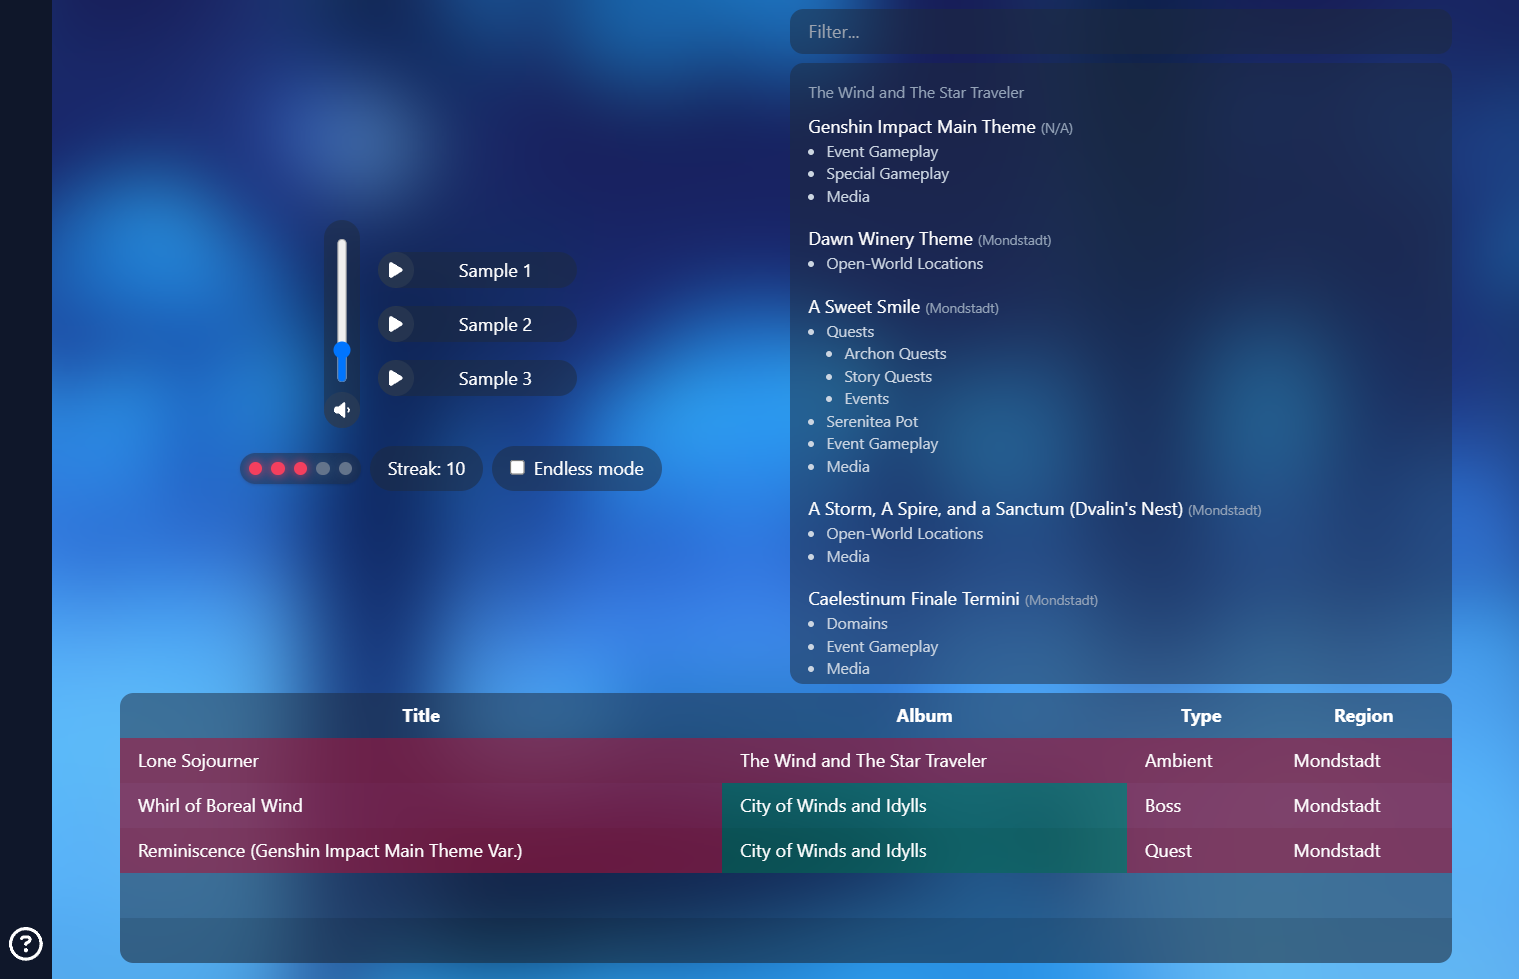 Filter...
The Wind and The Star Traveler
Genshin Impact Main Theme (N/A)
Event Gameplay
Special Gameplay
Media
Dawn Winery Theme (Mondstadt)
Open-World Locations
A Sweet Smile (Mondstadt)
Quests
Archon Quests
Story Quests
Events
Serenitea Pot
Event Gameplay
Media
A Storm, A Spire, and a Sanctum (Dvalin's Nest) (Mondstadt)
Open-World Locations
Media
Caelestinum Finale Termini (Mondstadt)
Domains
Event Gameplay
Media
Sample 1
Sample 2
Sample 3
Streak: 10 Endless mode
Title Album Type Region
Lone Sojourner The Wind and The Star Traveler Ambient Mondstadt
Whirl of Boreal Wind City of Winds and Idylls Boss Mondstadt
Reminiscence (Genshin Impact Main Theme Var.) City of Winds and Idylls Quest Mondstadt
?